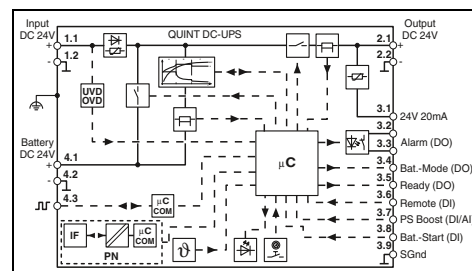 Input
DC 24V
1.1
+
1.2
-
QUINT DC-UPS
Output
DC 24V
2.1
+
2.2
-
UVD
OVD
3.1
24V 20mA
3.2
3.3
Alarm (DO)
3.4
Bat.-Mode (DO)
3.5
Ready (DO)
3.6
Remote (DI)
3.7
PS Boost (DI/AI)
3.8
Bat.-Start (DI)
3.9
SGnd
µC
Battery
DC 24V
4.1
+
4.2
-
4.3
µC
COM
IF
µC
COM
PN
ϑ